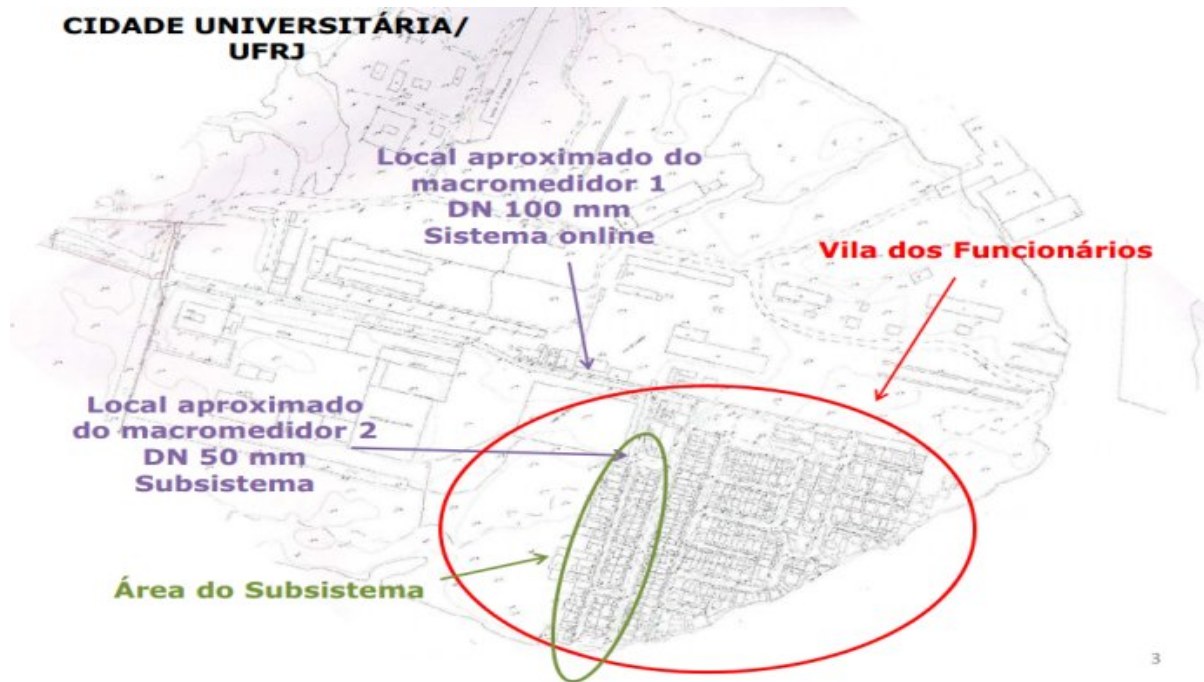 CIDADE UNIVERSITÁRIA/
UFRJ
Local aproximado do
macromedidor 1
DN 100 mm
Sistema online
Vila dos Funcionários
Local aproximado
do macromedidor 2
DN 50 mm
Subsistema
Área do Subsistema
3